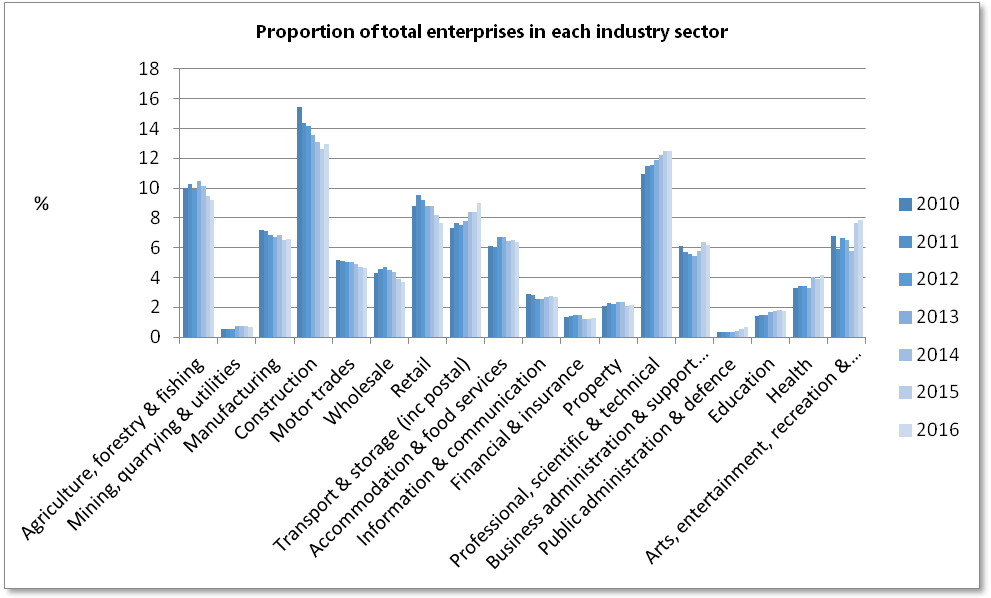 Proportion of total enterprises in each industry sector
18
16
14
12
10
8
6
4
2
0
%
Agriculture, forestry & fishing
Mining, quarrying & utilities
Manufacturing
Construction
Motor trades
Wholesale
Retail
Transport & storage (inc postal)
Accommodation & food services
Information & communication
Financial & insurance
Property
Professional, scientific & technical
Business administration & support...
Public administration & defence
Education
Health
Arts, entertainment, recreation &...
2010
2011
2012
2013
2014
2015
2016